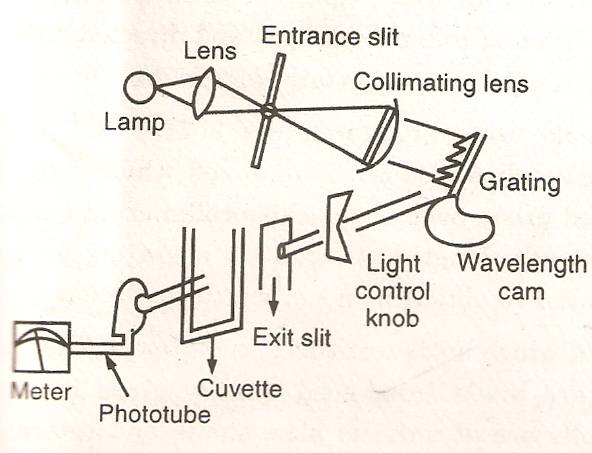 Entrance slit
Lens
Collimating lens
Lamp
Grating
Light
control
knob
Wavelength
cam
Exit slit
Cuvette
Meter
Phototube